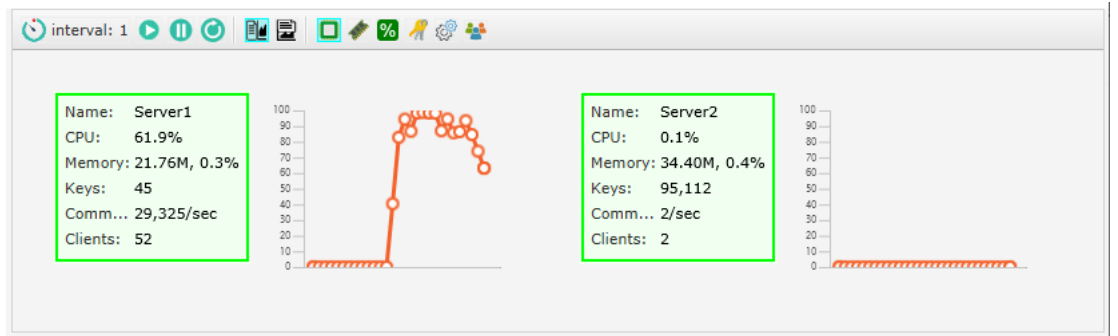 interval: 1
%
Name: Server1
CPU: 61.9%
Memory: 21.76M, 0.3%
Keys: 45
Comm... 29,325/sec
Clients: 52
100
90
80
70
60
50
40
30
20
10
0
Name: Server2
CPU: 0.1%
Memory: 34.40M, 0.4%
Keys: 95,112
Comm... 2/sec
Clients: 2
100
90
80
70
60
50
40
30
20
10
0